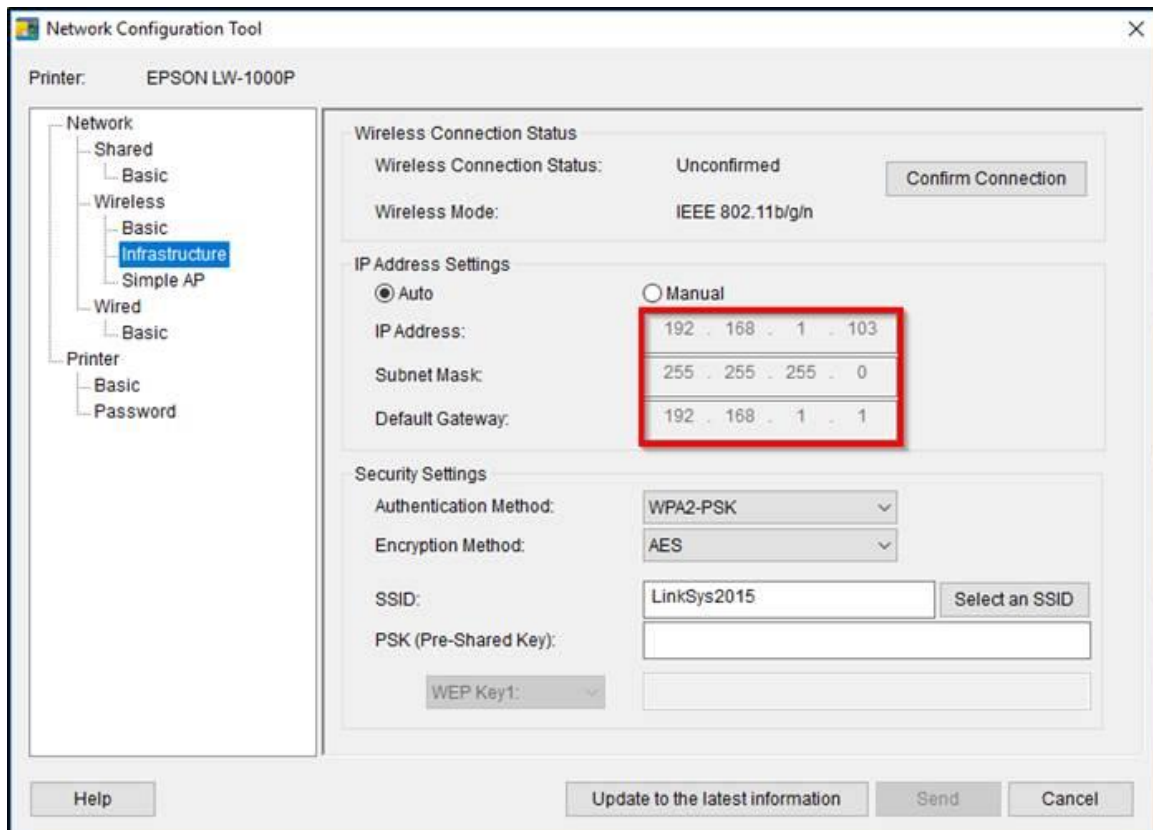 Network Configuration Tool
Printer: EPSON LW-1000P
Network
Shared
Basic
Wireless
Basic
Infrastructure
Simple AP
Wired
Basic
Printer
Basic
Password
Wireless Connection Status
Wireless Connection Status: Unconfirmed Confirm Connection
Wireless Mode: IEEE 802.11b/g/n
IP Address Settings
Auto Manual
IP Address: 192 . 168 . 1 . 103
Subnet Mask: 255 . 255 . 255 . 0
Default Gateway: 192 . 168 . 1 . 1
Security Settings
Authentication Method: WPA2-PSK
Encryption Method: AES
SSID: LinkSys2015 Select an SSID
PSK (Pre-Shared Key):
WEP Key1:
Help Update to the latest information Send Cancel